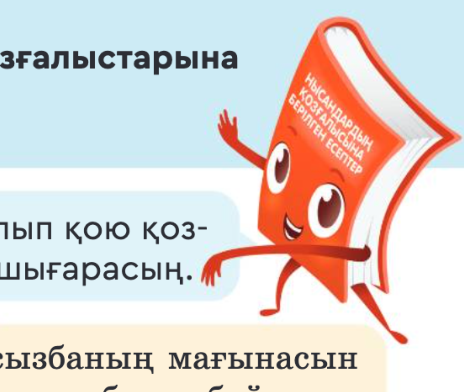 зғалыстарына
НЫСАНДАРДЫҢ
ҚОЗҒАЛЫСЫНА
БЕРІЛГЕН ЕСЕПТЕР
лып қою қоз-
шығарасың.
сызбаның мағынасын